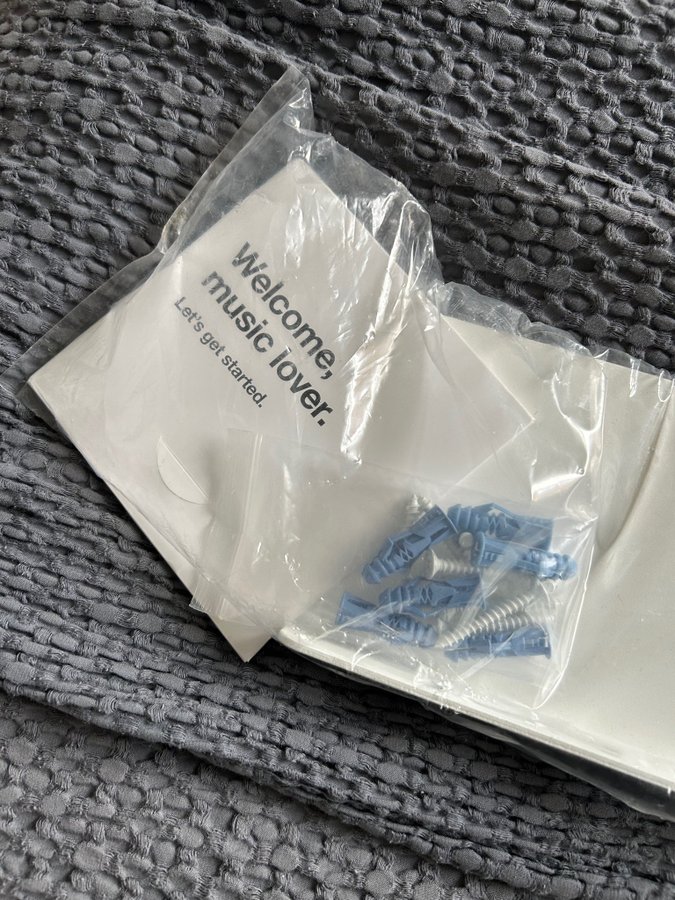 Welcome,
music lover.
Let's get started.